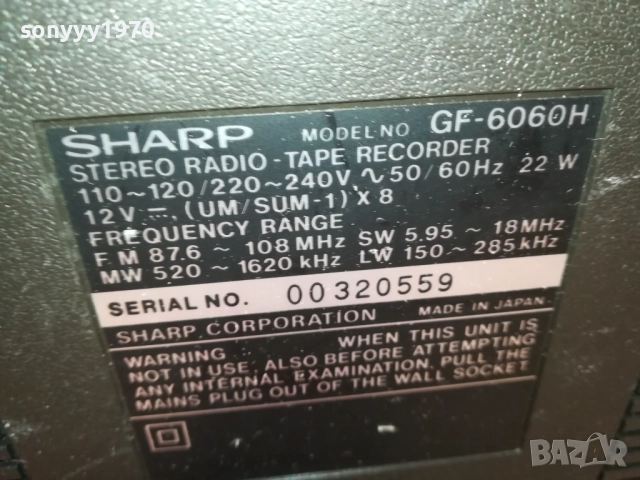 sonyyy1970
SHARP MODEL NO GF-6060H
STEREO RADIO-TAPE RECORDER
110~120/220~240V ∿ 50/60Hz 22 W
12V ⎓, (UM/SUM-1) X 8
FREQUENCY RANGE
FM 87.6 ~ 108 MHz SW 5.95 ~ 18 MHz
MW 520 ~ 1620 kHz LW 150 ~ 285 kHz
SERIAL NO. 00320559
SHARP CORPORATION MADE IN JAPAN
WARNING WHEN THIS UNIT IS
NOT IN USE, ALSO BEFORE ATTEMPTING
ANY INTERNAL EXAMINATION, PULL THE
MAINS PLUG OUT OF THE WALL SOCKET.
BAZAR